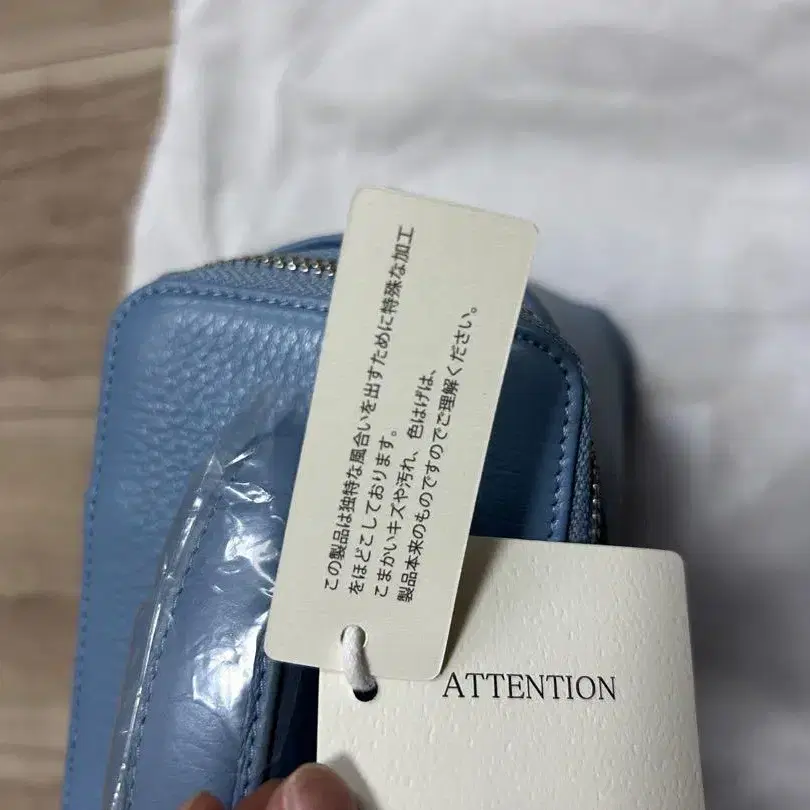 この製品は独特な風合いを出すために特殊な加工
をほどこしております。
こまかいキズや汚れ、色はげは、
製品本来のものですのでご理解ください。
ATTENTION